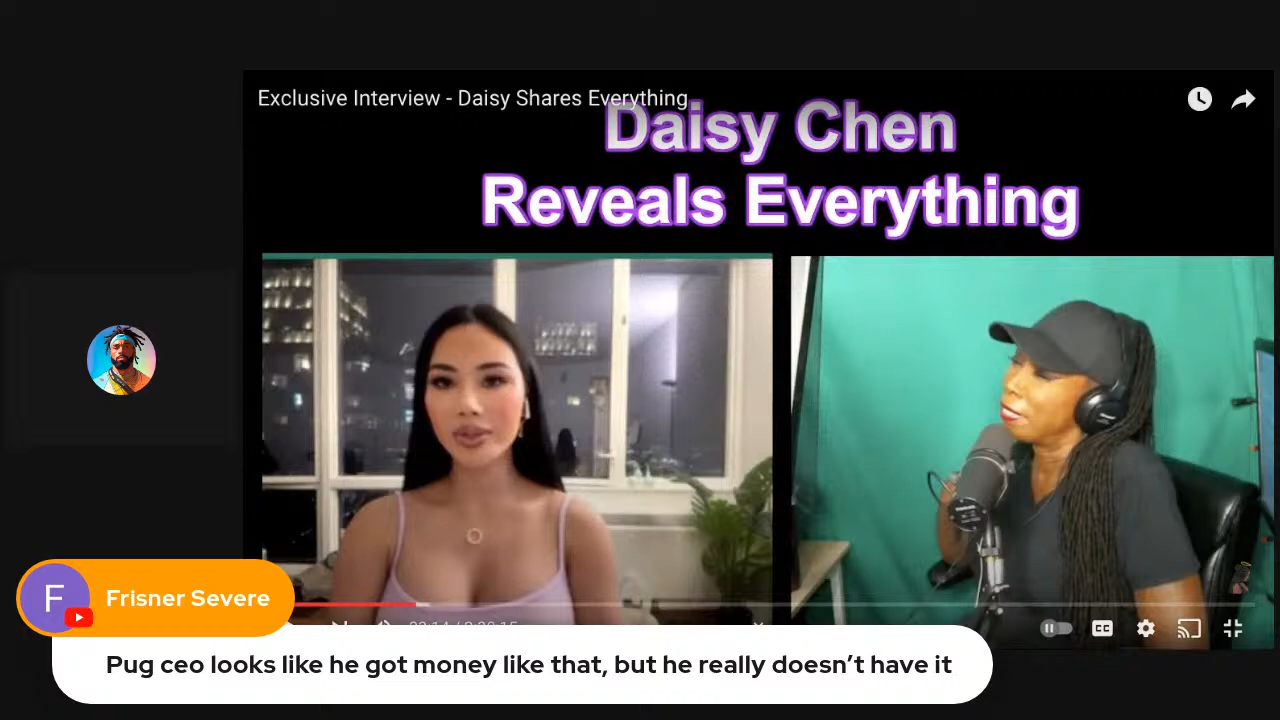 Exclusive Interview - Daisy Shares Everything
Daisy Chen
Reveals Everything
F
Frisner Severe
CC
Pug ceo looks like he got money like that, but he really doesn’t have it